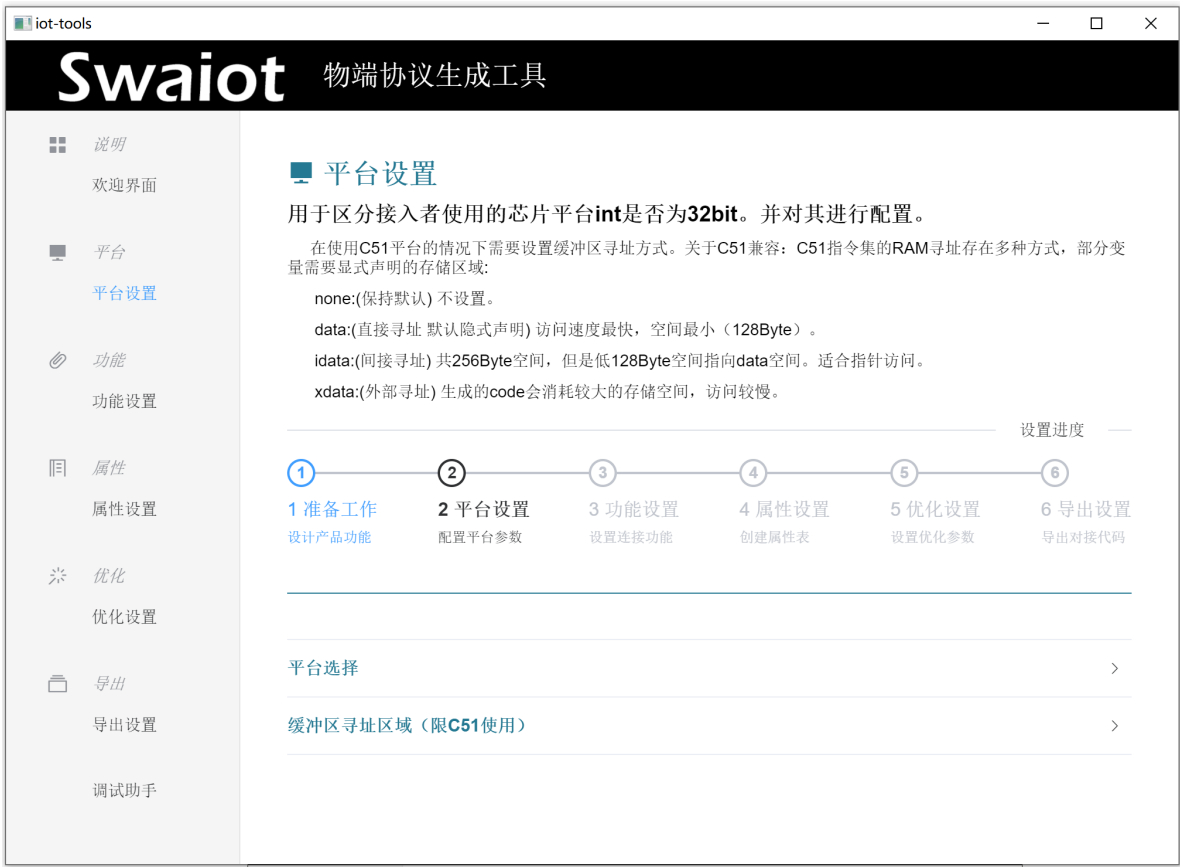 iot-tools
Swaiot 物端协议生成工具
说明
欢迎界面
平台
平台设置
功能
功能设置
属性
属性设置
优化
优化设置
导出
导出设置
调试助手
平台设置
用于区分接入者使用的芯片平台int是否为32bit。并对其进行配置。
在使用C51平台的情况下需要设置缓冲区寻址方式。关于C51兼容：C51指令集的RAM寻址存在多种方式，部分变
量需要显式声明的存储区域:
none:(保持默认) 不设置。
data:(直接寻址 默认隐式声明) 访问速度最快，空间最小（128Byte）。
idata:(间接寻址) 共256Byte空间，但是低128Byte空间指向data空间。适合指针访问。
xdata:(外部寻址) 生成的code会消耗较大的存储空间，访问较慢。
设置进度
1 2 3 4 5 6
1 准备工作 2 平台设置 3 功能设置 4 属性设置 5 优化设置 6 导出设置
设计产品功能 配置平台参数 设置连接功能 创建属性表 设置优化参数 导出对接代码
平台选择
缓冲区寻址区域（限C51使用）